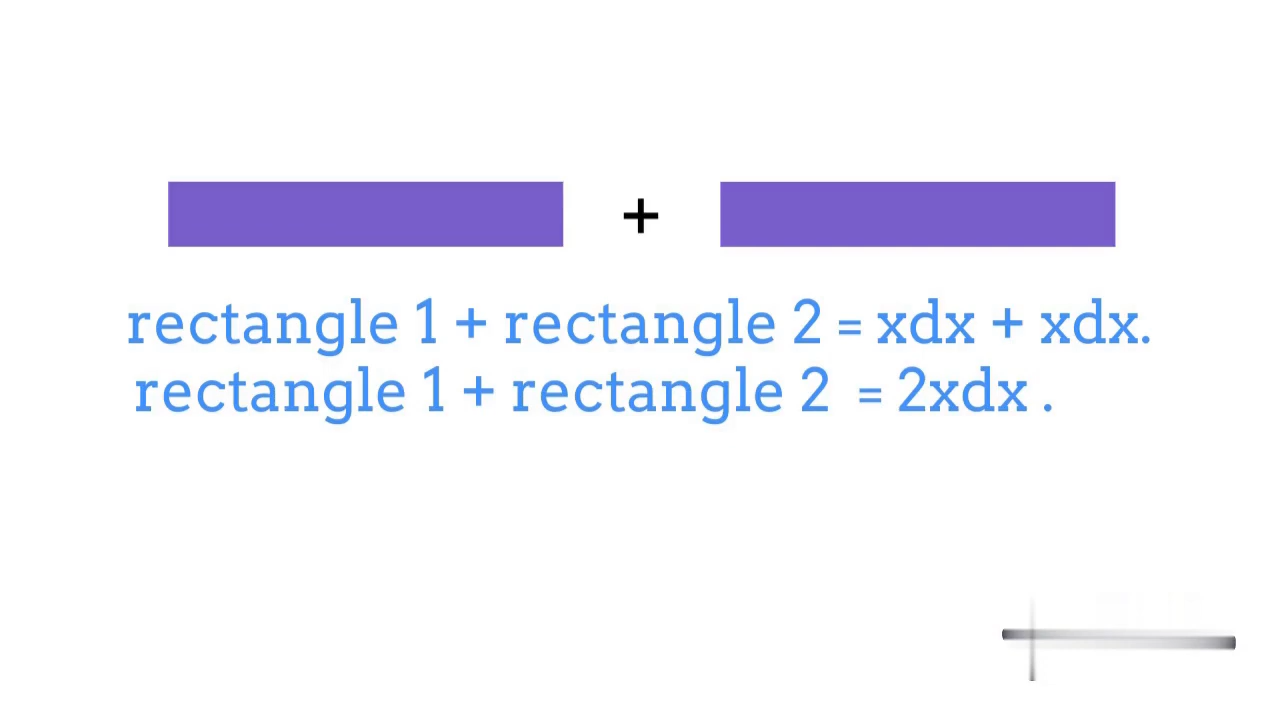 +
rectangle 1 + rectangle 2 = xdx + xdx.
rectangle 1 + rectangle 2 = 2xdx .